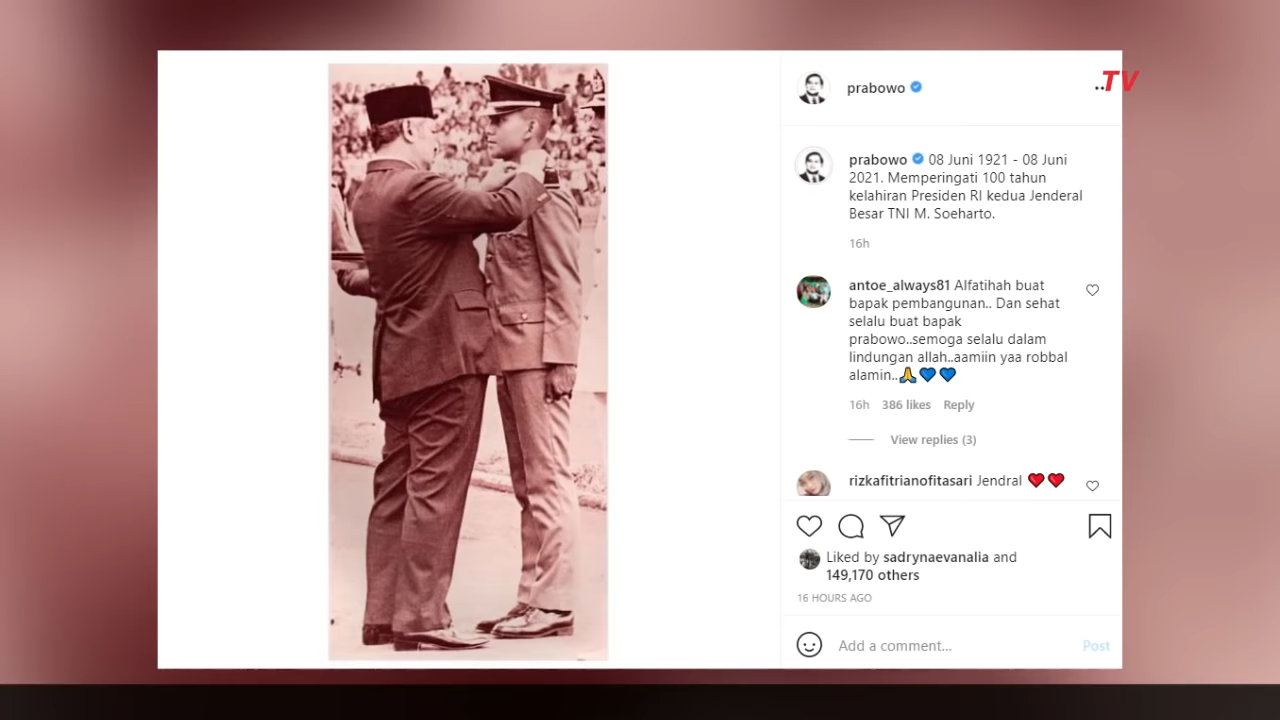 prabowo
..TV
prabowo 08 Juni 1921 - 08 Juni
2021. Memperingati 100 tahun
kelahiran Presiden RI kedua Jenderal
Besar TNI M. Soeharto.
16h
antoe_always81 Alfatihah buat
bapak pembangunan.. Dan sehat
selalu buat bapak
prabowo..semoga selalu dalam
lindungan allah..aamiin yaa robbal
alamin..🙏💙💙
16h 386 likes Reply
View replies (3)
rizkafitrianofitasari Jendral ❤️❤️
Liked by sadrynaevanalia and
149,170 others
16 HOURS AGO
Add a comment...
Post